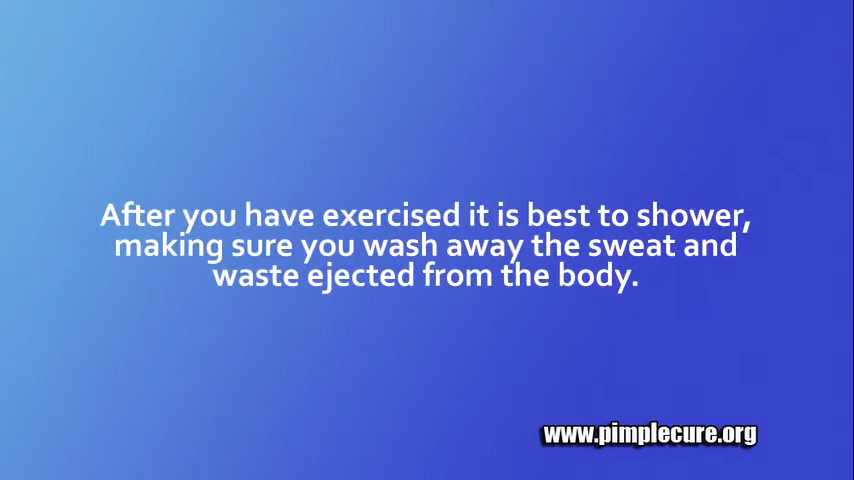 After you have exercised it is best to shower,
making sure you wash away the sweat and
waste ejected from the body.
www.pimplecure.org